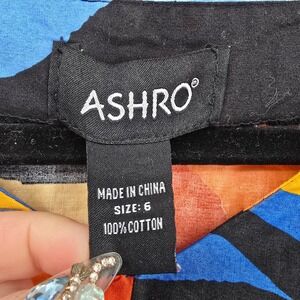 ASHRO®
MADE IN CHINA
SIZE: 6
100% COTTON